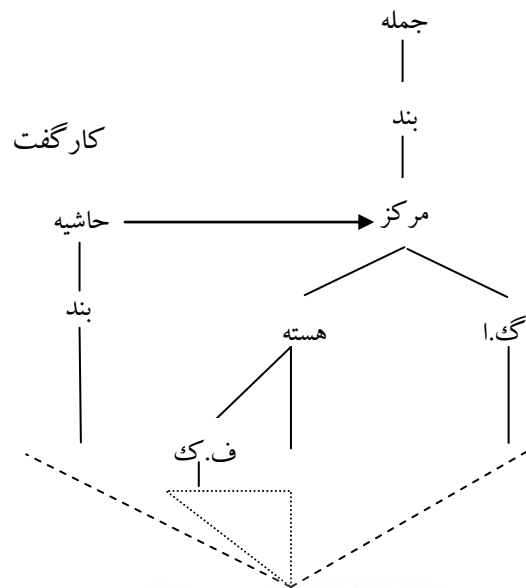 جمله
بند
کارگفت
مرکز
حاشیه
بند
گ.ا
هسته
ف.ک